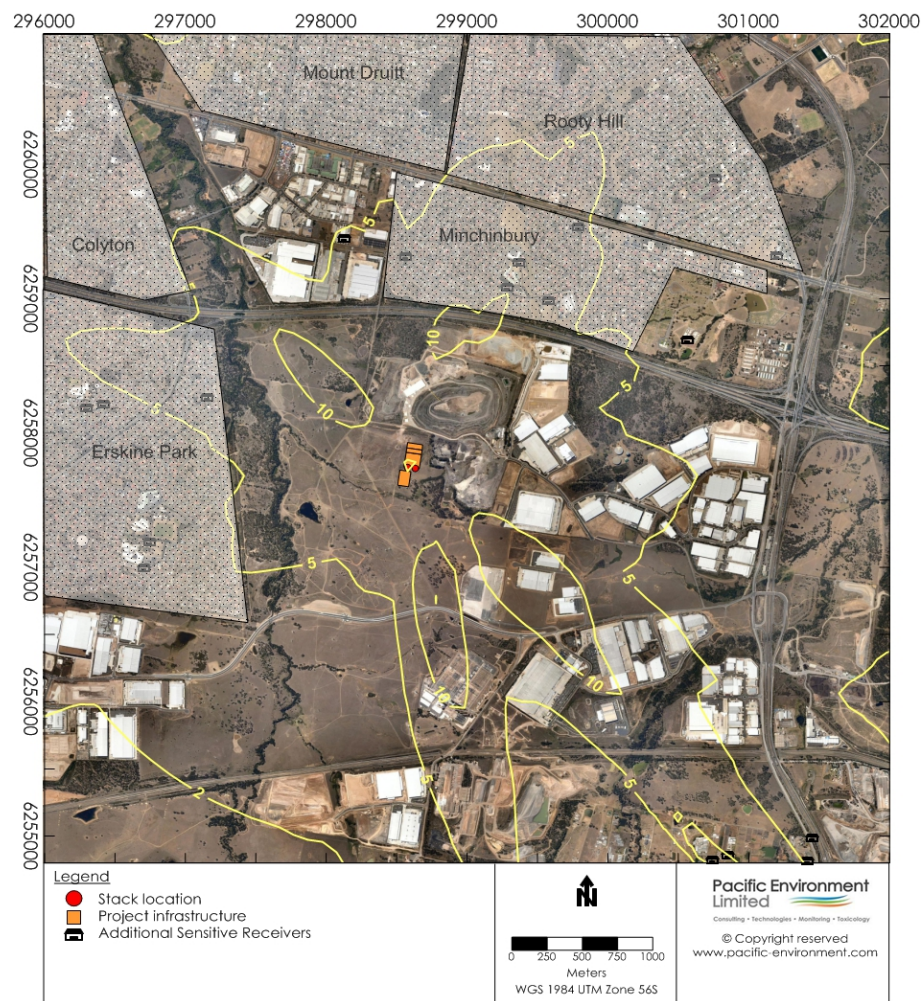 296000 297000 298000 299000 300000 301000 302000
6260000
6259000
6258000
6257000
6256000
6255000
Mount Druitt
Rooty Hill
5
Colyton
5
Minchinbury
10
5
10
5
Erskine Park
5
5
10
10
5
5
2
Legend
Stack location
Project infrastructure
Additional Sensitive Receivers
N
0 250 500 750 1000
Meters
WGS 1984 UTM Zone 56S
Pacific Environment
Limited
Consulting • Technologies • Monitoring • Toxicology
© Copyright reserved
www.pacific-environment.com